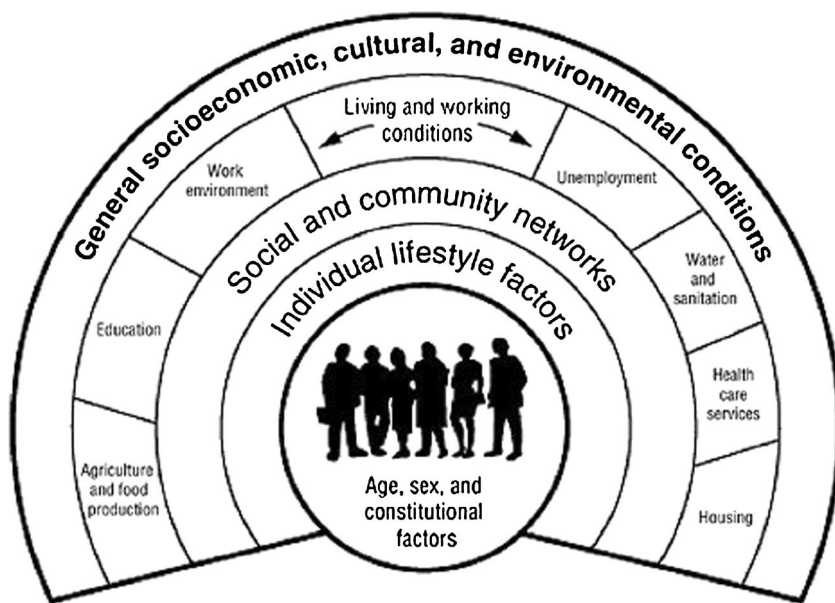 General socioeconomic, cultural, and environmental conditions
Living and working
conditions
Work
environment
Unemployment
Education
Water
and
sanitation
Agriculture
and food
production
Health
care
services
Housing
Social and community networks
Individual lifestyle factors
Age, sex, and
constitutional
factors